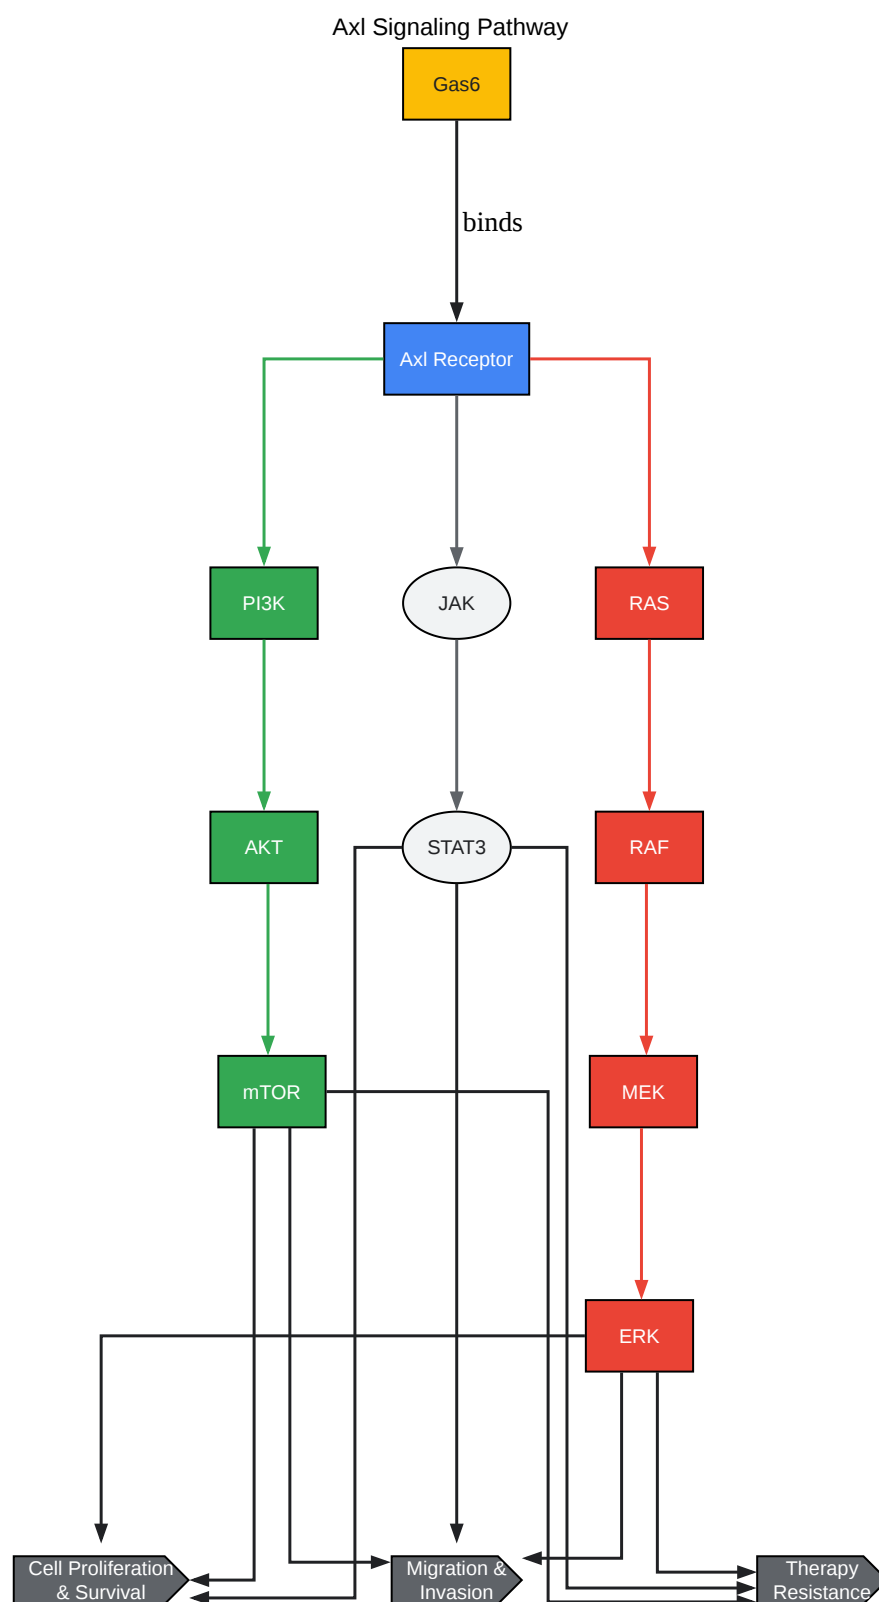 Axl Signaling Pathway
Gas6
binds
Axl Receptor
PI3K
JAK
RAS
AKT
STAT3
RAF
mTOR
MEK
ERK
Cell Proliferation
& Survival
Migration &
Invasion
Therapy
Resistance